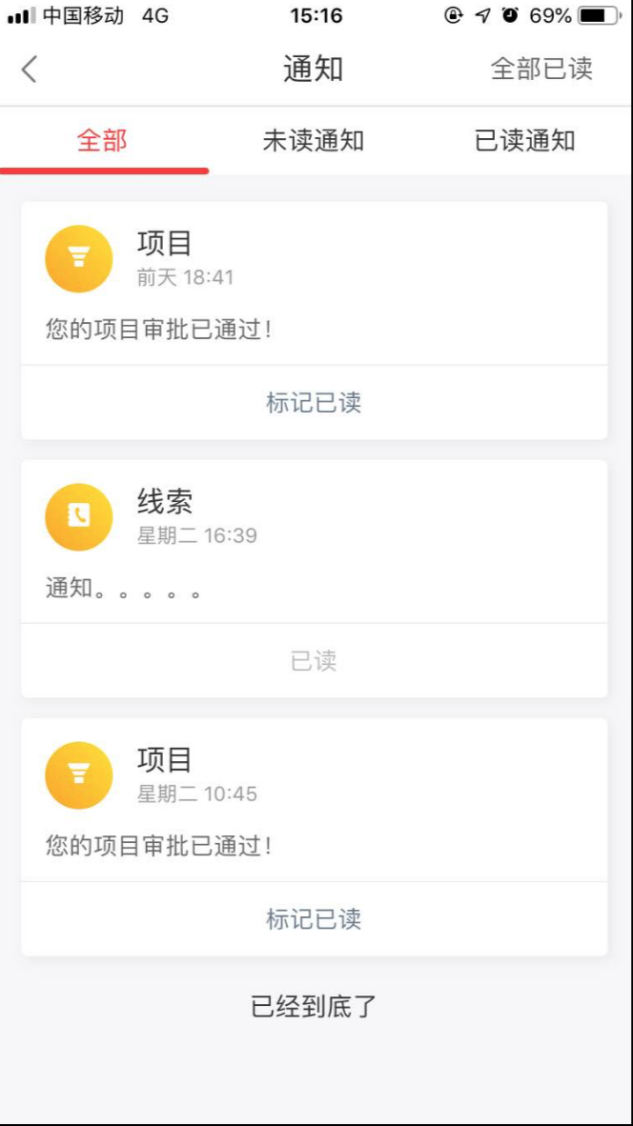 中国移动 4G 15:16 69%
通知 全部已读
全部 未读通知 已读通知
项目
前天 18:41
您的项目审批已通过!
标记已读
线索
星期二 16:39
通知。。。。。
已读
项目
星期二 10:45
您的项目审批已通过!
标记已读
已经到底了